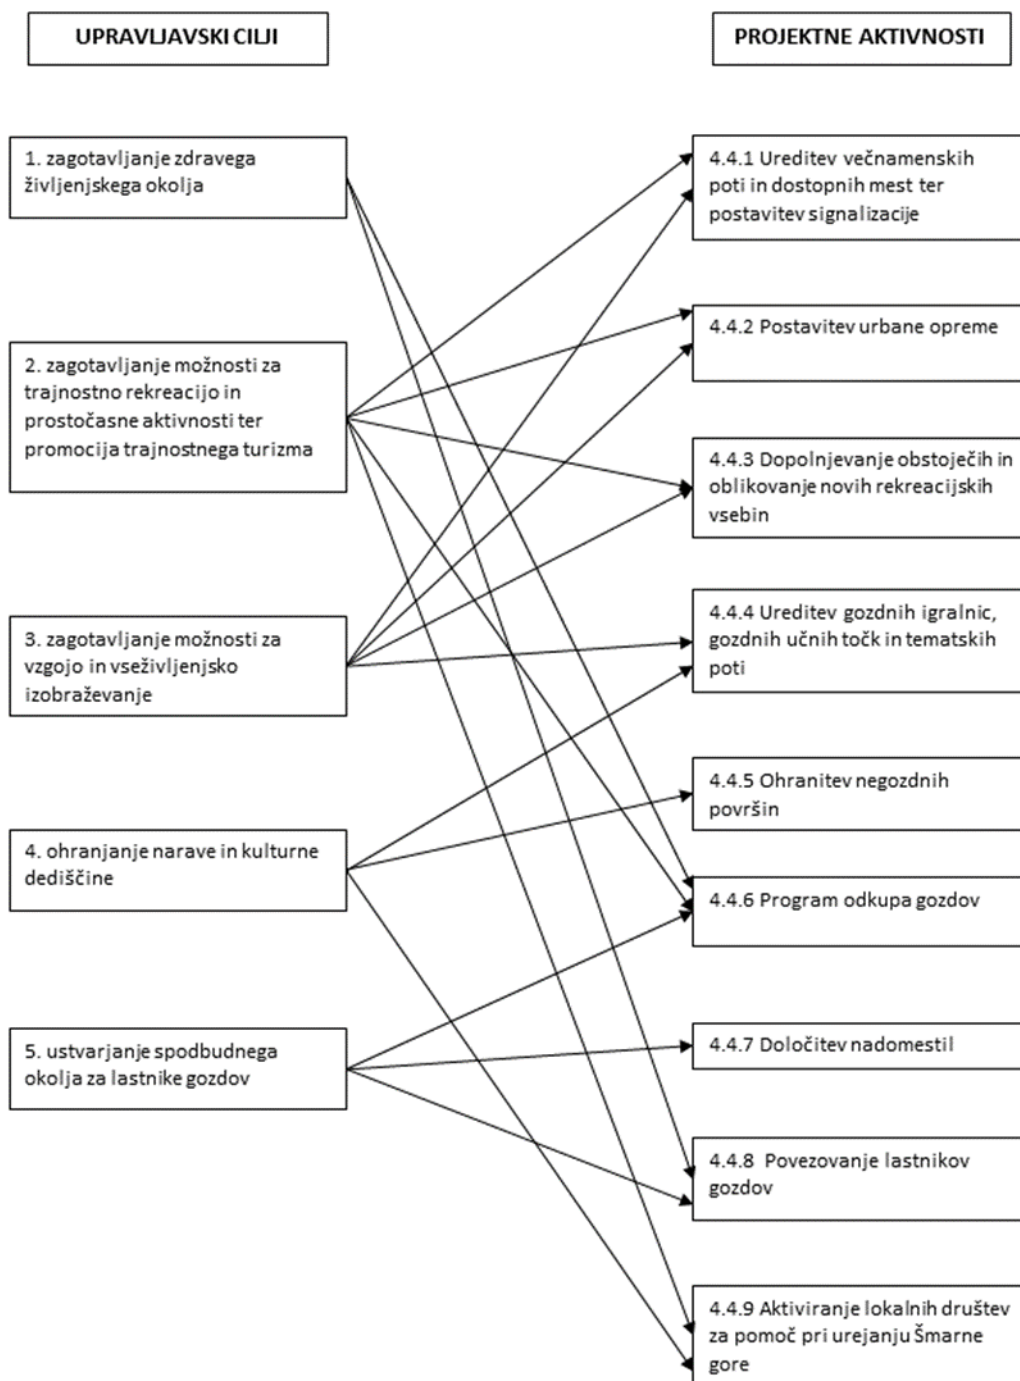 UPRAVLJAVSKI CILJI
PROJEKTNE AKTIVNOSTI
1. zagotavljanje zdravega
življenjskega okolja
2. zagotavljanje možnosti za
trajnostno rekreacijo in
prostočasne aktivnosti ter
promocija trajnostnega turizma
3. zagotavljanje možnosti za
vzgojo in vseživljenjsko
izobraževanje
4. ohranjanje narave in kulturne
dediščine
5. ustvarjanje spodbudnega
okolja za lastnike gozdov
4.4.1 Ureditev večnamenskih
poti in dostopnih mest ter
postavitev signalizacije
4.4.2 Postavitev urbane opreme
4.4.3 Dopolnjevanje obstoječih in
oblikovanje novih rekreacijskih
vsebin
4.4.4 Ureditev gozdnih igralnic,
gozdnih učnih točk in tematskih
poti
4.4.5 Ohranitev negozdnih
površin
4.4.6 Program odkupa gozdov
4.4.7 Določitev nadomestil
4.4.8 Povezovanje lastnikov
gozdov
4.4.9 Aktiviranje lokalnih društev
za pomoč pri urejanju Šmarne
gore